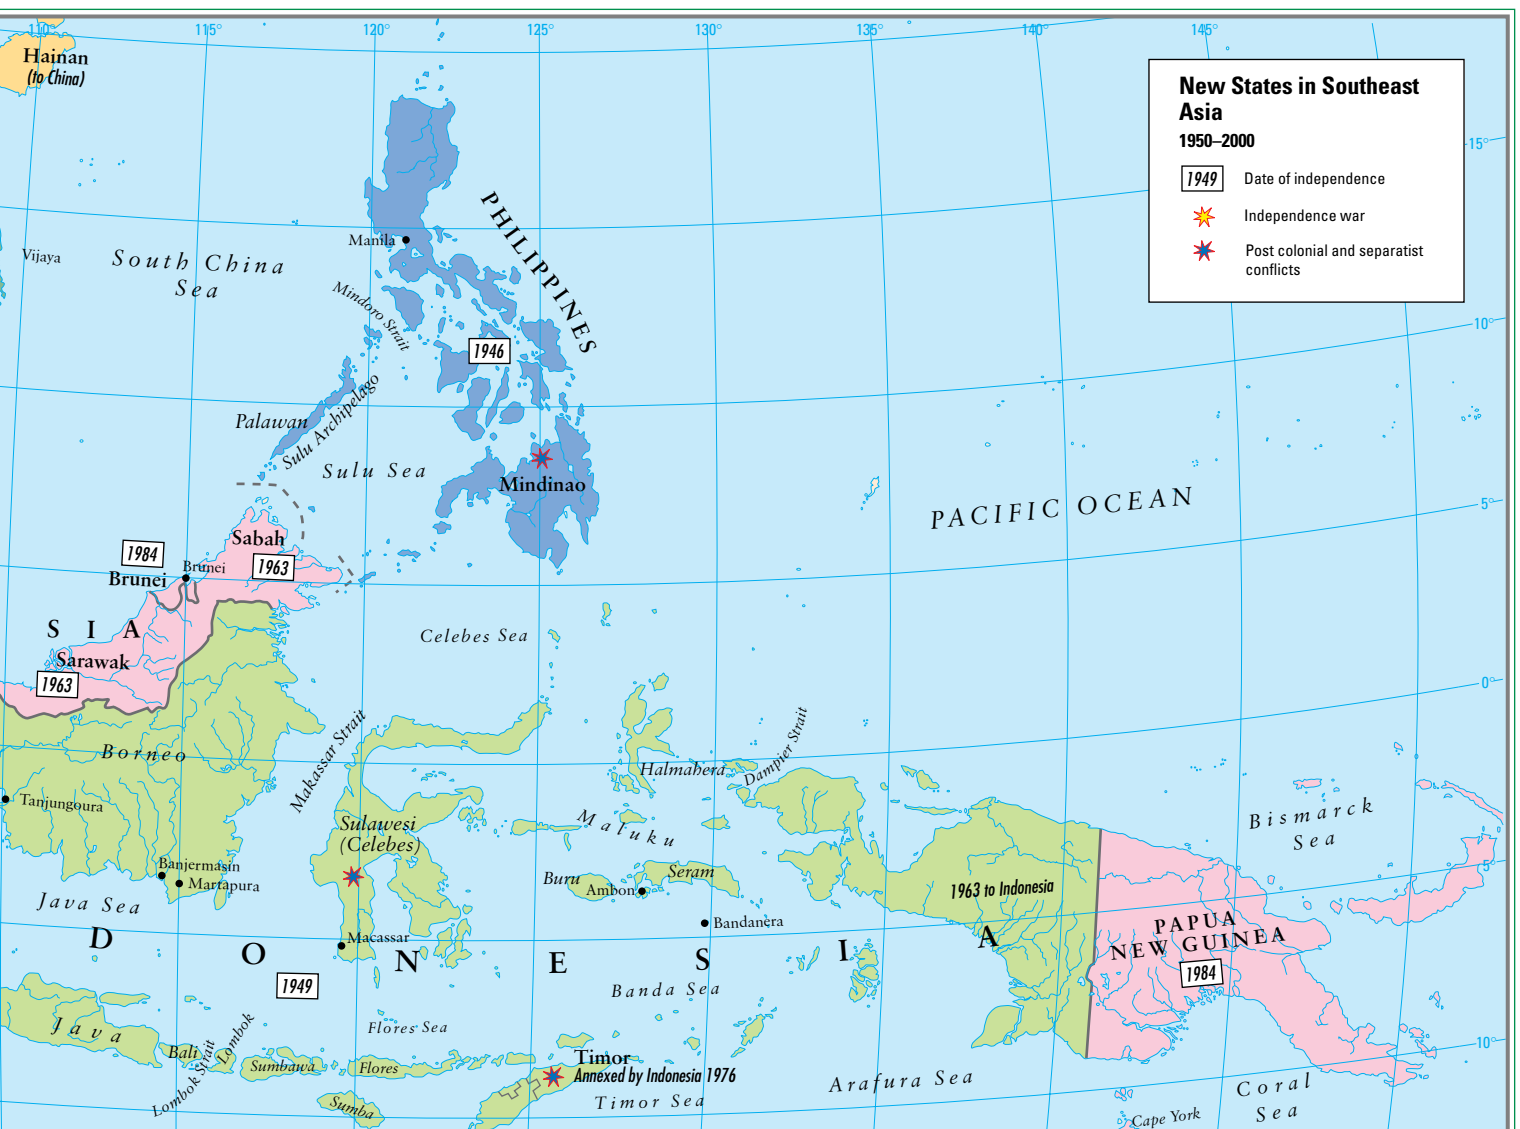 110°
115°
120°
125°
130°
135°
140°
145°
Hainan
(to China)
New States in Southeast
Asia
1950–2000
1949 Date of independence
Independence war
Post colonial and separatist
conflicts
15°
10°
5°
0°
5°
10°
PHILIPPINES
Manila
Vijaya
South China
Sea
Mindoro Strait
1946
Palawan
Sulu Archipelago
Sulu Sea
Mindinao
PACIFIC OCEAN
Sabah
1984
1963
Brunei
Brunei
S I A
Sarawak
1963
Celebes Sea
Borneo
Makassar Strait
Halmahera
Dampier Strait
Tanjungoura
Sulawesi
(Celebes)
Maluku
Bismarck
Sea
Banjermasin
Martapura
Buru
Ambon
Seram
1963 to Indonesia
Java Sea
Bandanera
PAPUA
NEW GUINEA
1984
Macassar
D O N E S I A
1949
Banda Sea
Java
Flores Sea
Bali
Lombok Strait
Lombok
Sumbawa
Flores
Timor
Annexed by Indonesia 1976
Sumba
Timor Sea
Arafura Sea
Coral
Sea
Cape York